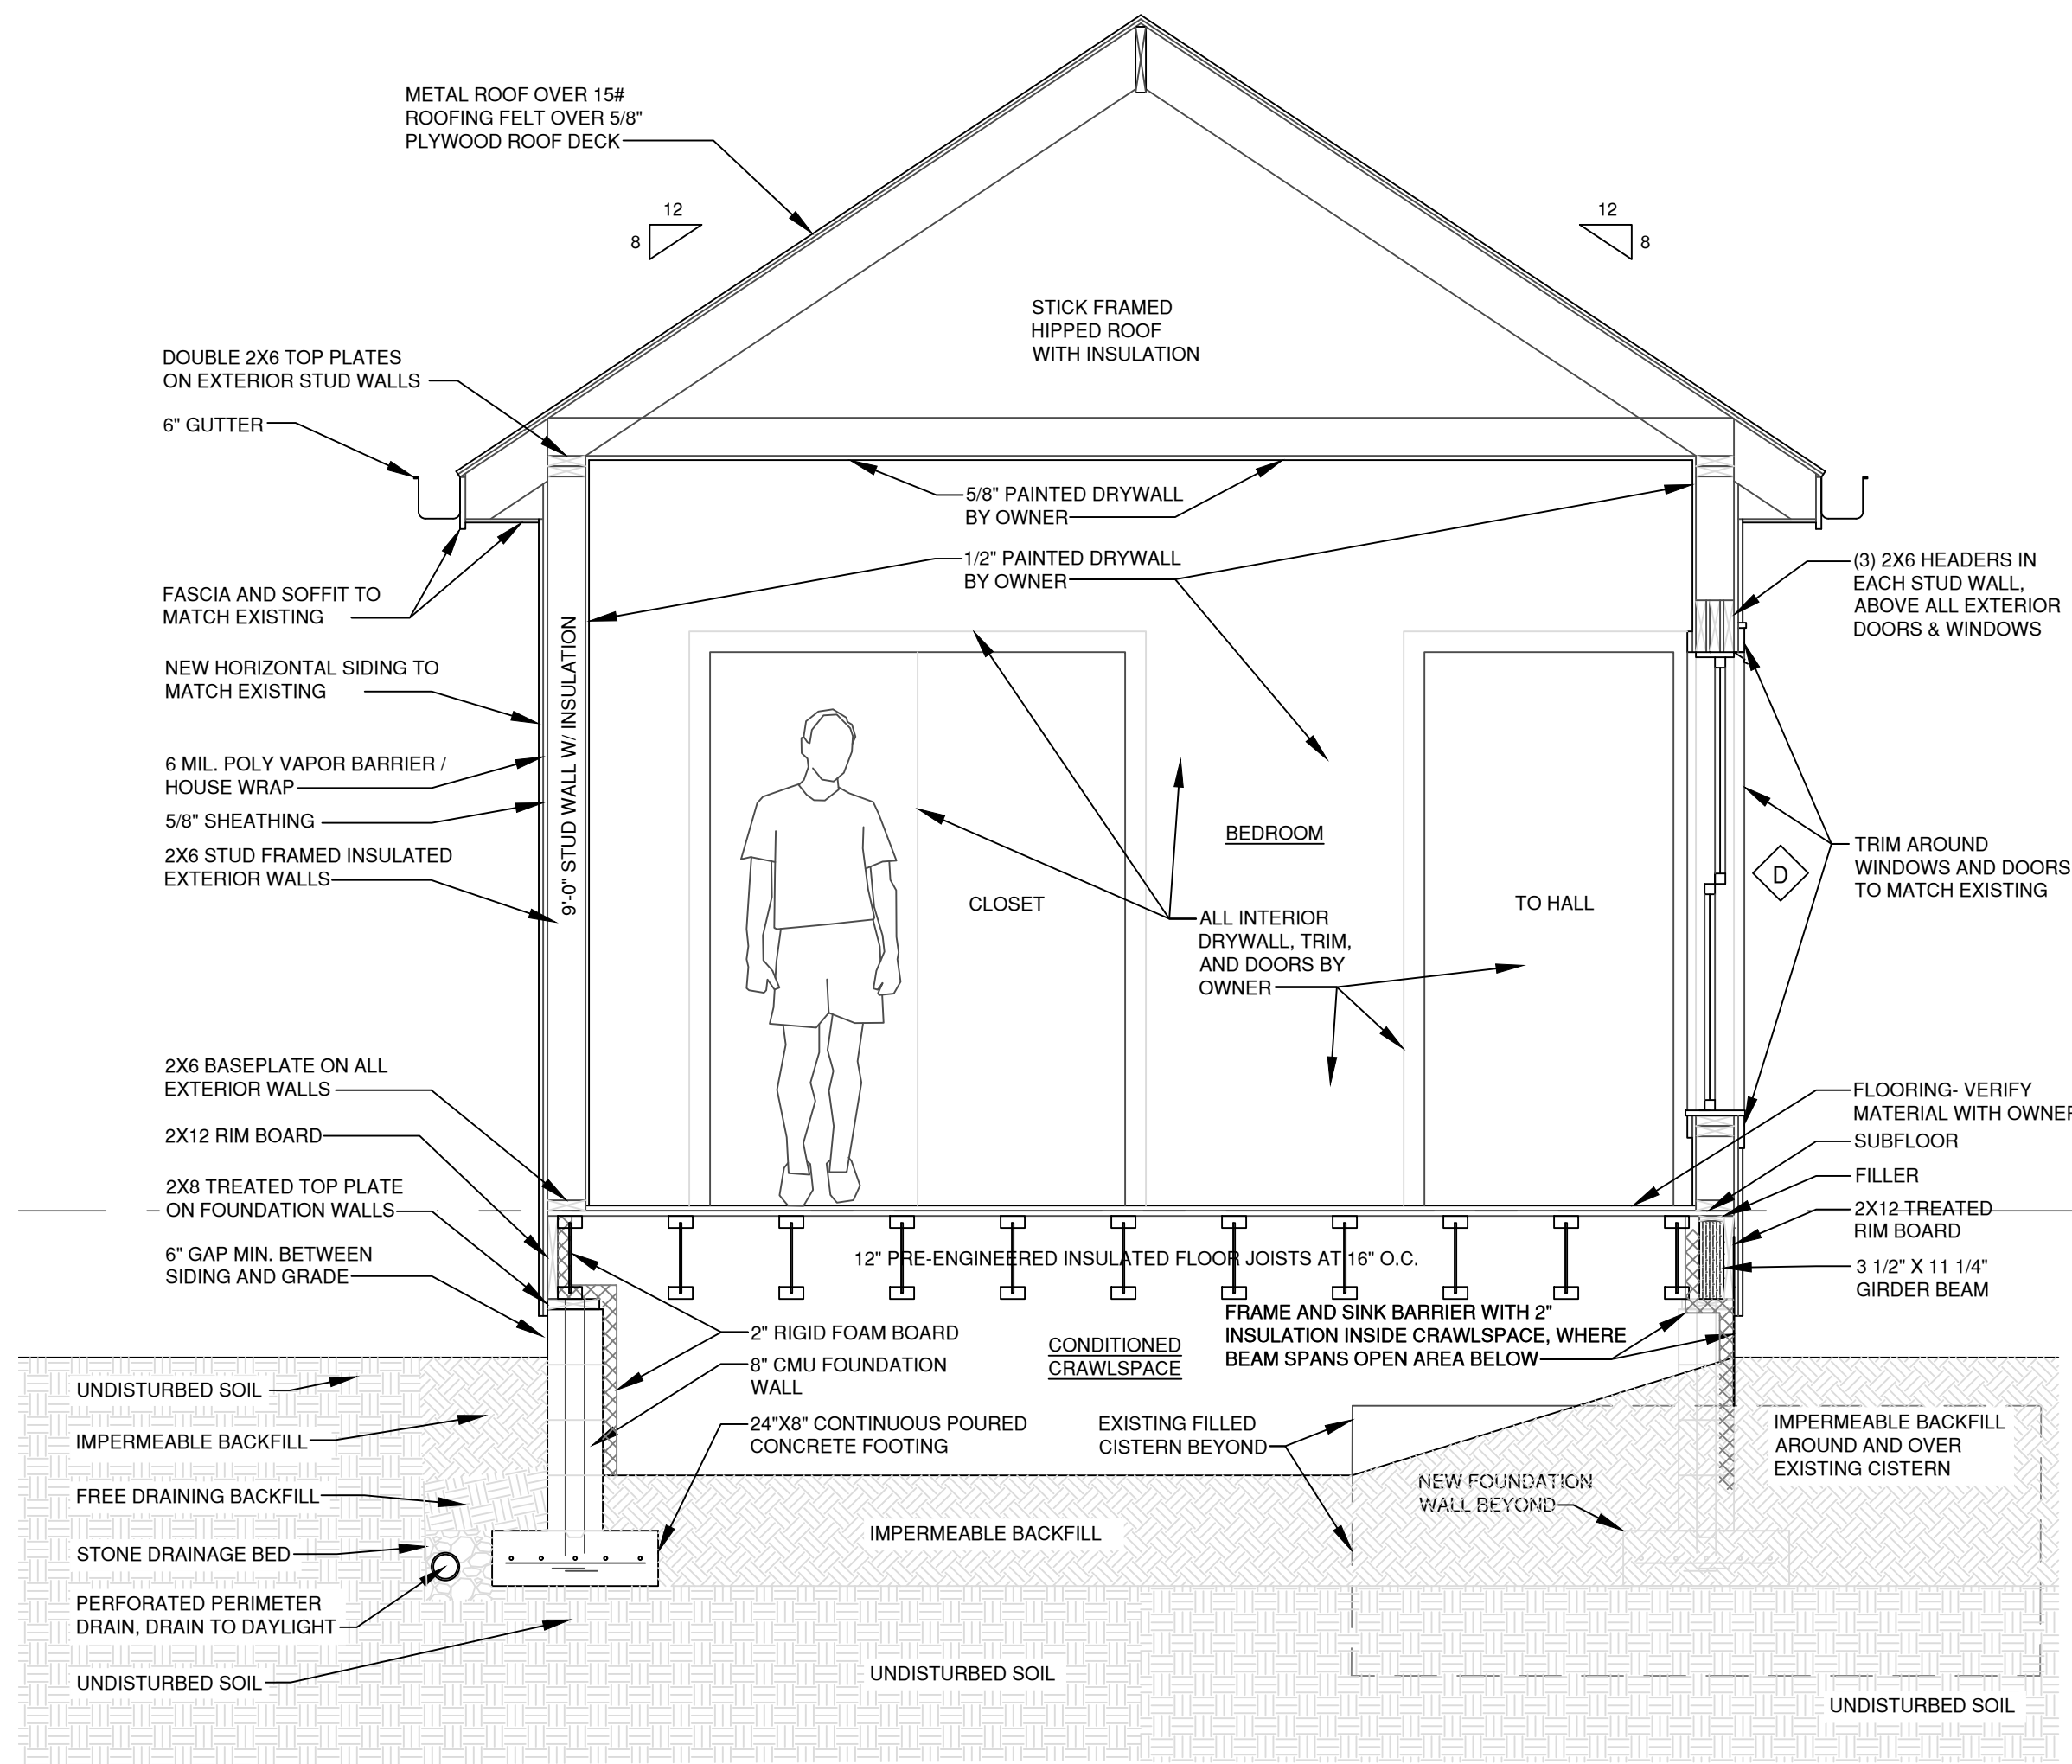 METAL ROOF OVER 15#
ROOFING FELT OVER 5/8"
PLYWOOD ROOF DECK
12
8
12
8
STICK FRAMED
HIPPED ROOF
WITH INSULATION
DOUBLE 2X6 TOP PLATES
ON EXTERIOR STUD WALLS
6" GUTTER
5/8" PAINTED DRYWALL
BY OWNER
1/2" PAINTED DRYWALL
BY OWNER
(3) 2X6 HEADERS IN
EACH STUD WALL,
ABOVE ALL EXTERIOR
DOORS & WINDOWS
FASCIA AND SOFFIT TO
MATCH EXISTING
NEW HORIZONTAL SIDING TO
MATCH EXISTING
6 MIL. POLY VAPOR BARRIER /
HOUSE WRAP
5/8" SHEATHING
2X6 STUD FRAMED INSULATED
EXTERIOR WALLS
9'-0" STUD WALL W/ INSULATION
BEDROOM
CLOSET
TO HALL
ALL INTERIOR
DRYWALL, TRIM,
AND DOORS BY
OWNER
D
TRIM AROUND
WINDOWS AND DOORS
TO MATCH EXISTING
2X6 BASEPLATE ON ALL
EXTERIOR WALLS
2X12 RIM BOARD
2X8 TREATED TOP PLATE
ON FOUNDATION WALLS
6" GAP MIN. BETWEEN
SIDING AND GRADE
FLOORING- VERIFY
MATERIAL WITH OWNER
SUBFLOOR
FILLER
2X12 TREATED
RIM BOARD
3 1/2" X 11 1/4"
GIRDER BEAM
12" PRE-ENGINEERED INSULATED FLOOR JOISTS AT 16" O.C.
FRAME AND SINK BARRIER WITH 2"
INSULATION INSIDE CRAWLSPACE, WHERE
BEAM SPANS OPEN AREA BELOW
2" RIGID FOAM BOARD
8" CMU FOUNDATION
WALL
CONDITIONED
CRAWLSPACE
24"X8" CONTINUOUS POURED
CONCRETE FOOTING
EXISTING FILLED
CISTERN BEYOND
IMPERMEABLE BACKFILL
AROUND AND OVER
EXISTING CISTERN
NEW FOUNDATION
WALL BEYOND
UNDISTURBED SOIL
IMPERMEABLE BACKFILL
FREE DRAINING BACKFILL
STONE DRAINAGE BED
PERFORATED PERIMETER
DRAIN, DRAIN TO DAYLIGHT
UNDISTURBED SOIL
IMPERMEABLE BACKFILL
UNDISTURBED SOIL
UNDISTURBED SOIL